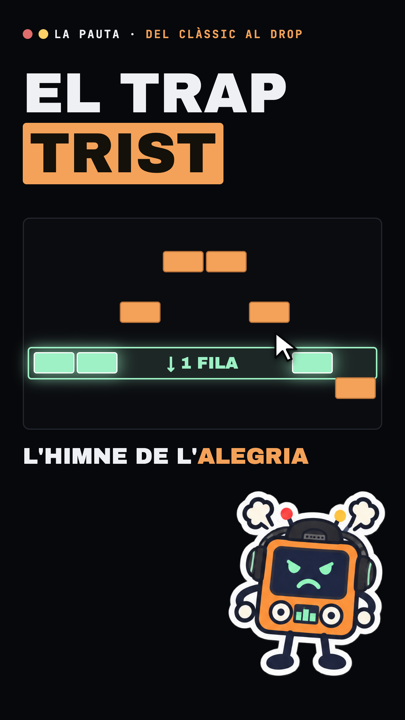 LA PAUTA · DEL CLÀSSIC AL DROP
EL TRAP
TRIST
↓ 1 FILA
L'HIMNE DE L'ALEGRIA